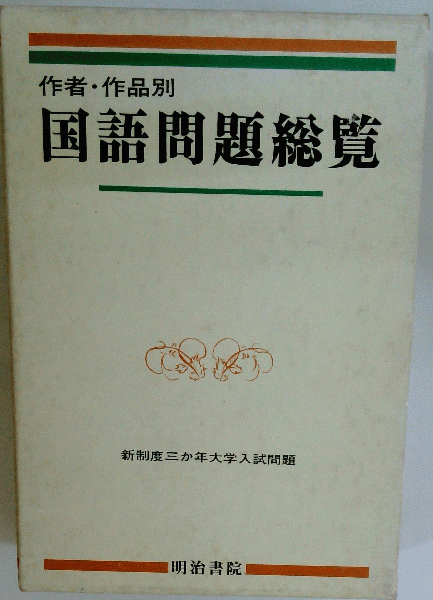 作者・作品別
国語問題総覧
新制度三か年大学入試問題
明治書院